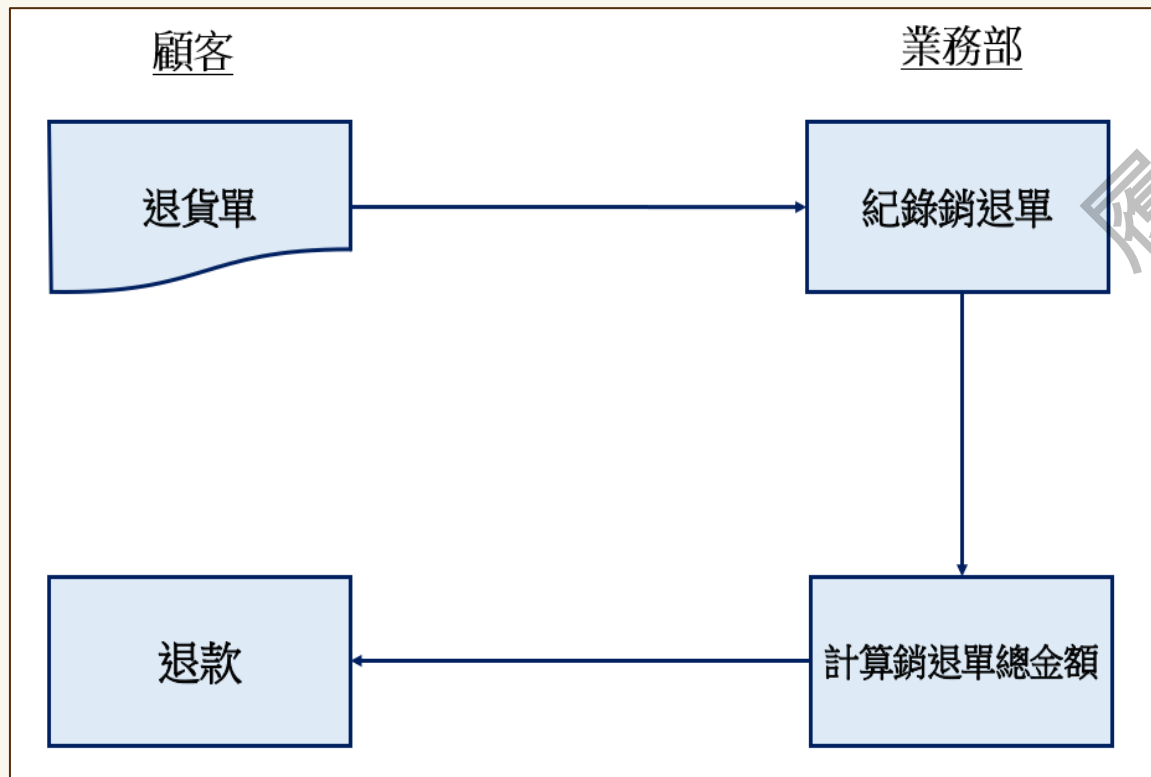 顧客
業務部
退貨單
紀錄銷退單
履
退款
計算銷退單總金額